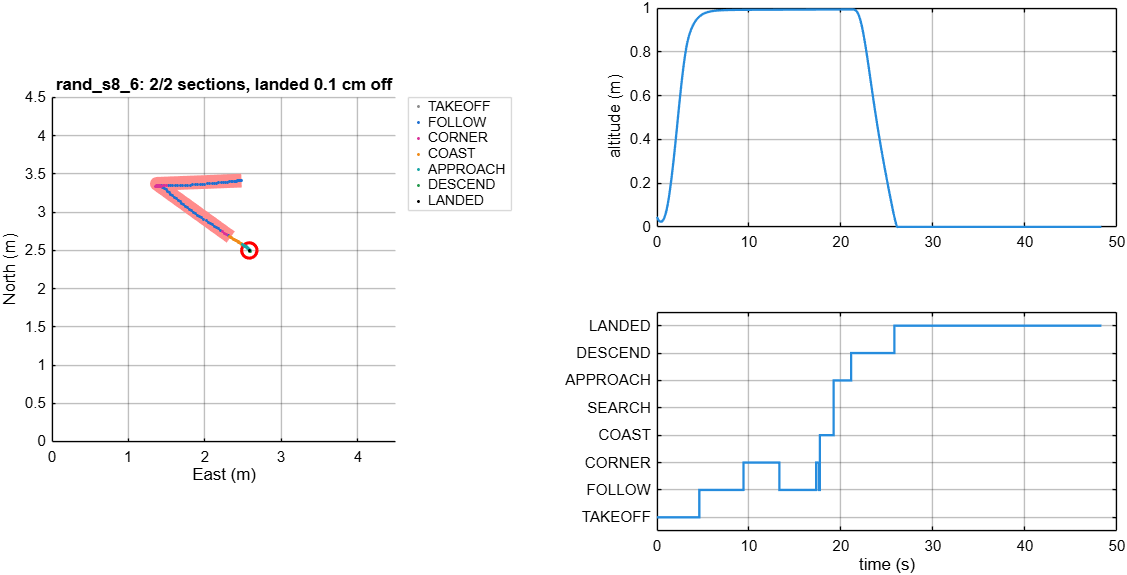 rand_s8_6: 2/2 sections, landed 0.1 cm off
4.5
4
3.5
3
2.5
2
1.5
1
0.5
0
0 1 2 3 4
East (m)
North (m)
TAKEOFF
FOLLOW
CORNER
COAST
APPROACH
DESCEND
LANDED
1
0.8
0.6
0.4
0.2
0
0 10 20 30 40 50
altitude (m)
LANDED
DESCEND
APPROACH
SEARCH
COAST
CORNER
FOLLOW
TAKEOFF
0 10 20 30 40 50
time (s)